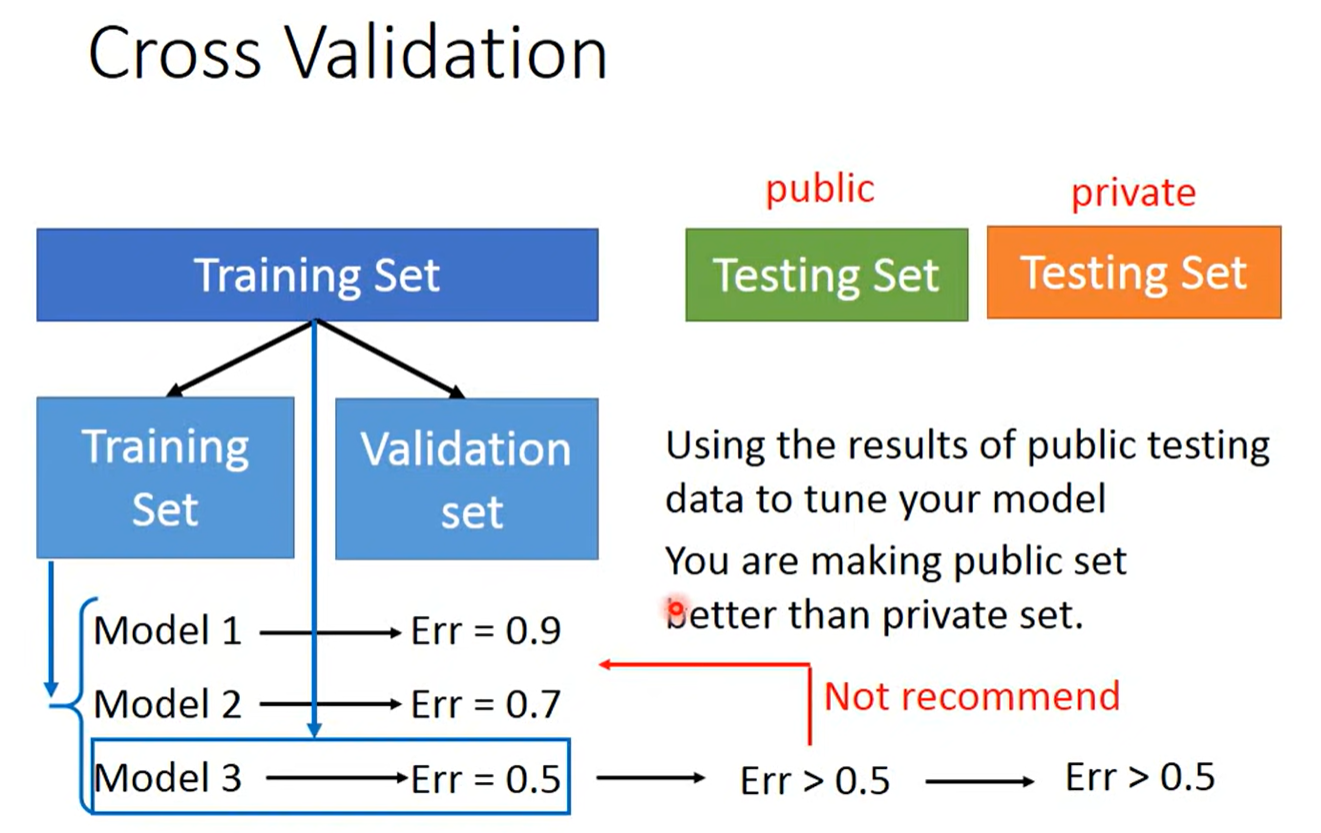 Cross Validation
public
private
Training Set
Testing Set
Testing Set
Training
Set
Validation
set
Using the results of public testing
data to tune your model
You are making public set
better than private set.
Model 1
Err = 0.9
Model 2
Err = 0.7
Not recommend
Model 3
Err = 0.5
Err > 0.5
Err > 0.5